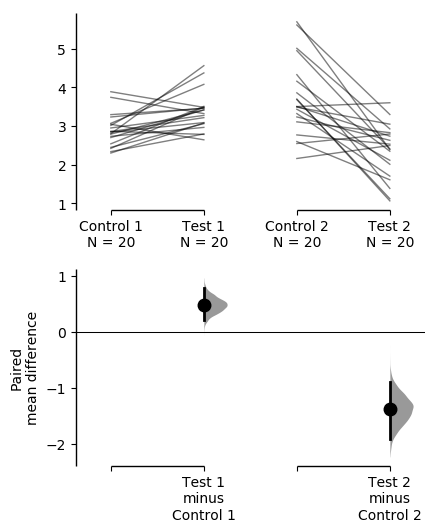 5
4
3
2
1
Control 1 Test 1 Control 2 Test 2
N = 20 N = 20 N = 20 N = 20
1
0
−1
−2
Paired
mean difference
Test 1 Test 2
minus minus
Control 1 Control 2